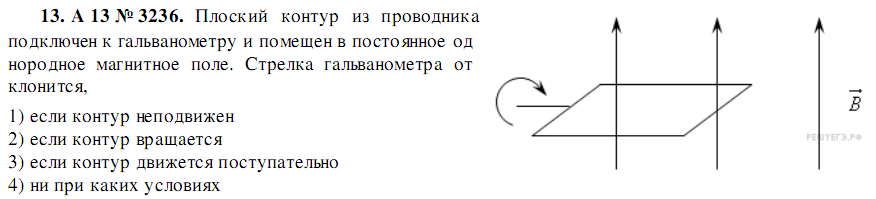 13. А 13 № 3236. Плоский контур из проводника
подключен к гальванометру и помещен в постоянное од
нородное магнитное поле. Стрелка гальванометра от
клонится,
1) если контур неподвижен
2) если контур вращается
3) если контур движется поступательно
4) ни при каких условиях
B
РЕШУЕГЭ.РФ